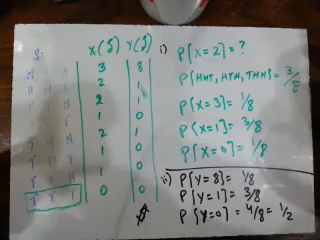 S: X(ξ) Y(ξ)
H H H 3 8
H 2 1
H 2 1
H 1 0
T 2 1
T 1 0
T 1 0
T T T 0 0
i) P[X=2] = ?
P[HHT, HTH, THH] = 3/8
P[X=3] = 1/8
P[X=1] = 3/8
P[X=0] = 1/8
ii) P[Y=8] = 1/8
P[Y=1] = 3/8
P[Y=0] = 4/8 = 1/2